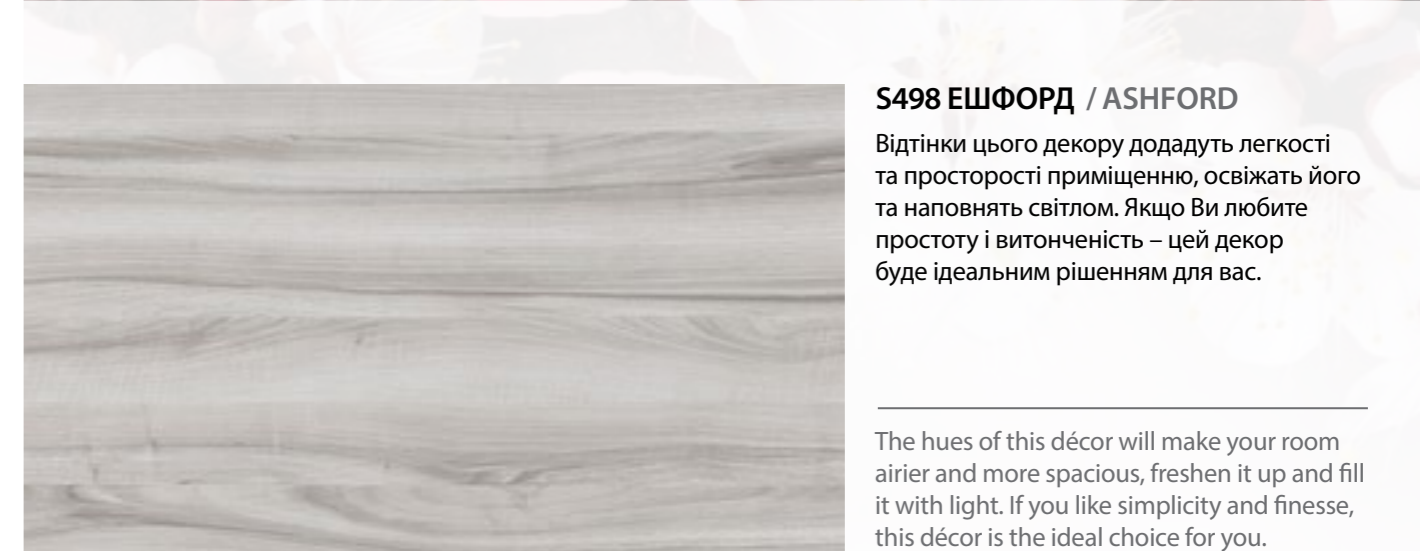 S498 ЕШФОРД / ASHFORD
Відтінки цього декору додадуть легкості
та просторості приміщенню, освіжать його
та наповнять світлом. Якщо Ви любите
простоту і витонченість – цей декор
буде ідеальним рішенням для вас.
The hues of this décor will make your room
airier and more spacious, freshen it up and fill
it with light. If you like simplicity and finesse,
this décor is the ideal choice for you.